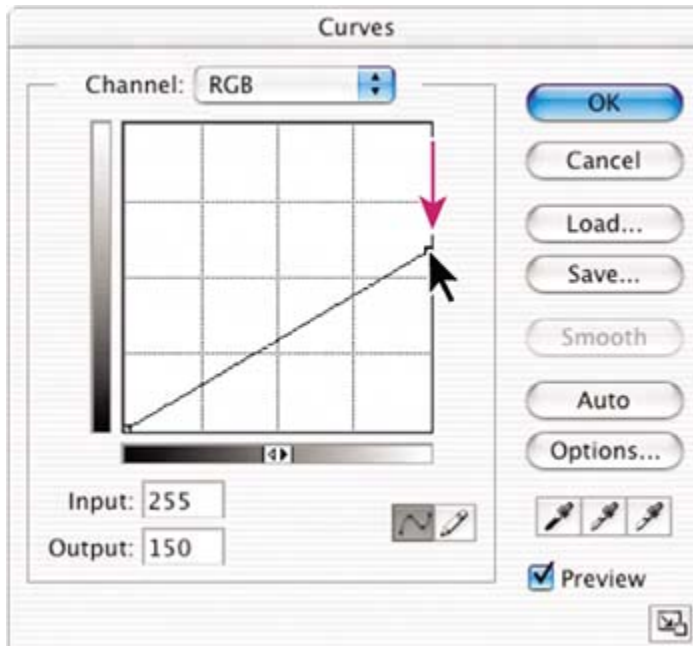 Curves
Channel: RGB
OK
Cancel
Load...
Save...
Smooth
Auto
Options...
Input: 255
Output: 150
Preview